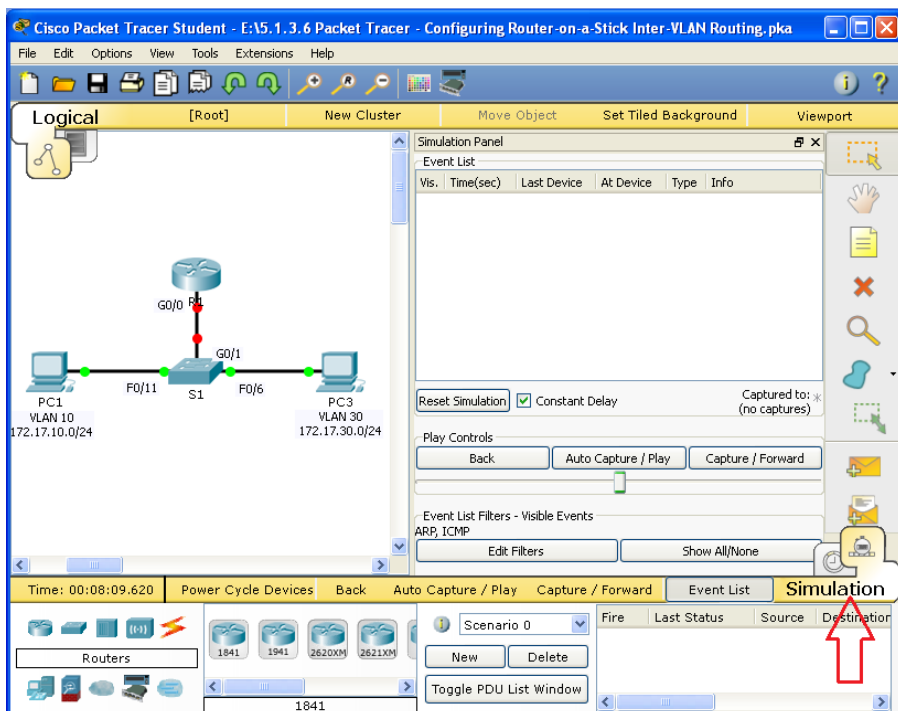 Cisco Packet Tracer Student - E:\5.1.3.6 Packet Tracer - Configuring Router-on-a-Stick Inter-VLAN Routing.pka
File Edit Options View Tools Extensions Help
Logical [Root] New Cluster Move Object Set Tiled Background Viewport
Simulation Panel
Event List
Vis. Time(sec) Last Device At Device Type Info
R1
G0/0
G0/1
F0/11 S1 F0/6
PC1
VLAN 10
172.17.10.0/24
PC3
VLAN 30
172.17.30.0/24
Reset Simulation Constant Delay Captured to: *
(no captures)
Play Controls
Back Auto Capture / Play Capture / Forward
Event List Filters - Visible Events
ARP, ICMP
Edit Filters Show All/None
Time: 00:08:09.620 Power Cycle Devices Back Auto Capture / Play Capture / Forward Event List Simulation
Routers
1841 1941 2620XM 2621XM
1841
Scenario 0
New Delete
Toggle PDU List Window
Fire Last Status Source Destination